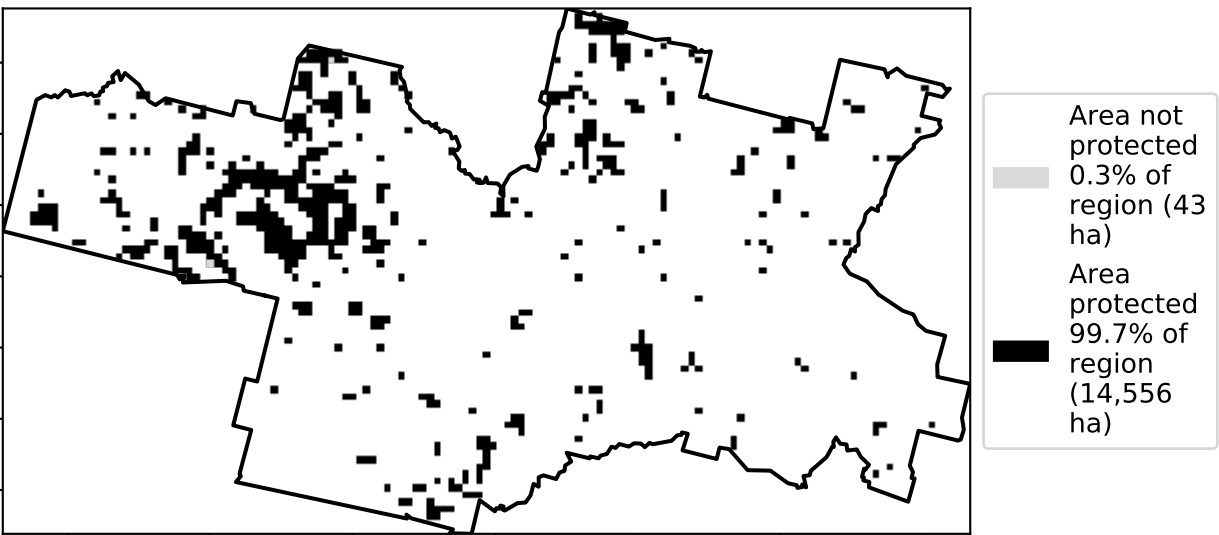 Area not
protected
0.3% of
region (43
ha)
Area
protected
99.7% of
region
(14,556
ha)